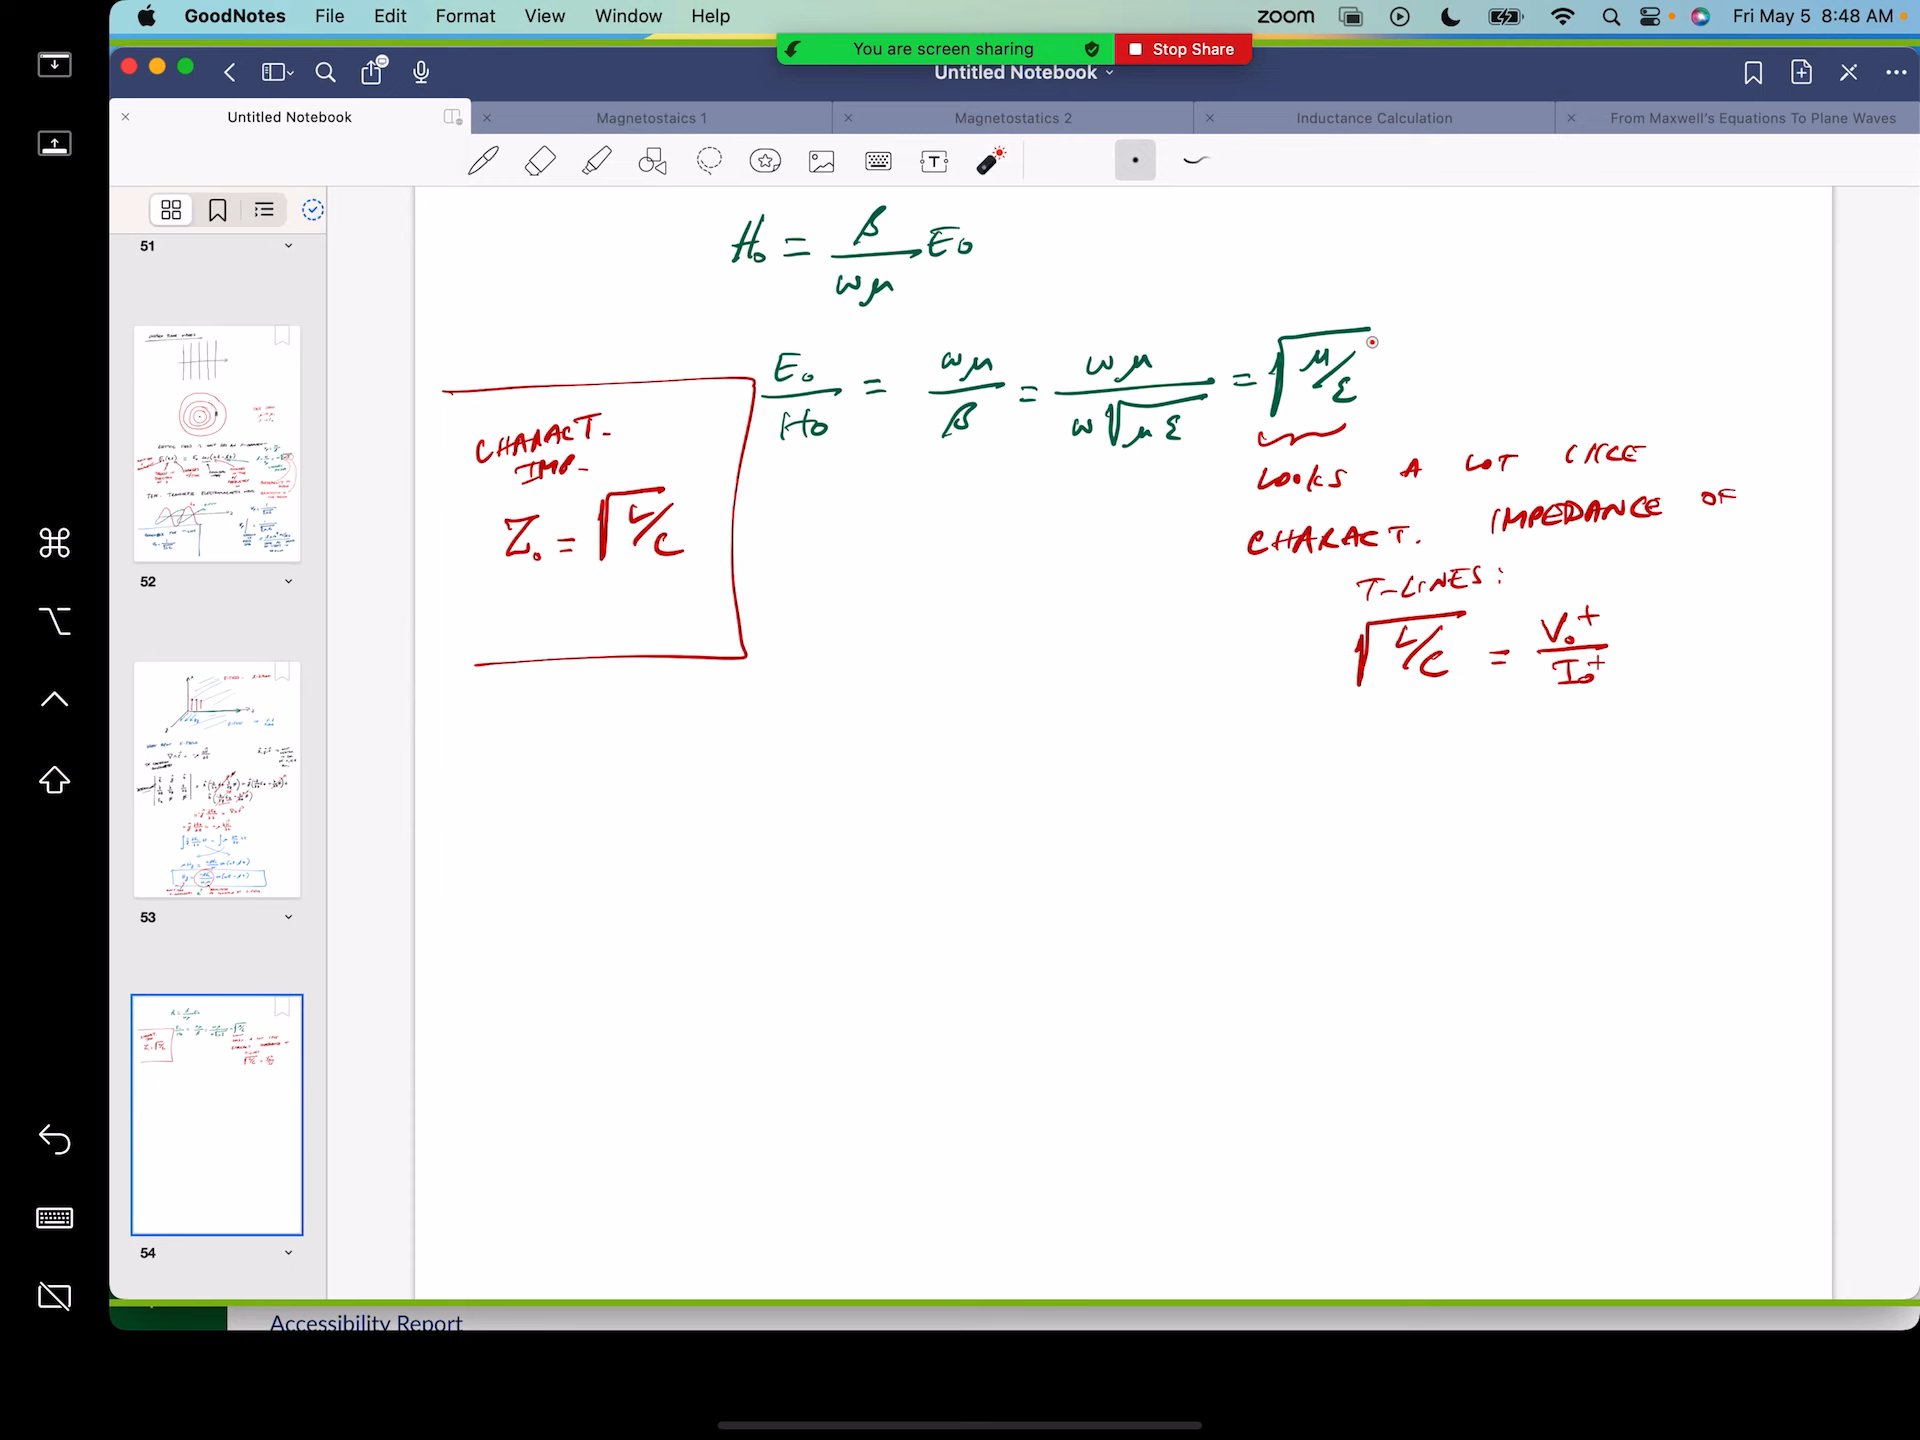 GoodNotes File Edit Format View Window Help
zoom Fri May 5 8:48 AM
You are screen sharing Stop Share
Untitled Notebook
Untitled Notebook Magnetostaics 1 Magnetostatics 2 Inductance Calculation From Maxwell's Equations To Plane Waves
51
52
53
54
H₀ = β/ωμ E₀
E₀/H₀ = ωμ/β = ωμ/ω√με = √μ/ε
CHARACT.
IMP.
Z₀ = √L/C
LOOKS A LOT LIKE
CHARACT. IMPEDANCE OF
T-LINES:
√L/C = V₀⁺/I₀⁺
Accessibility Report